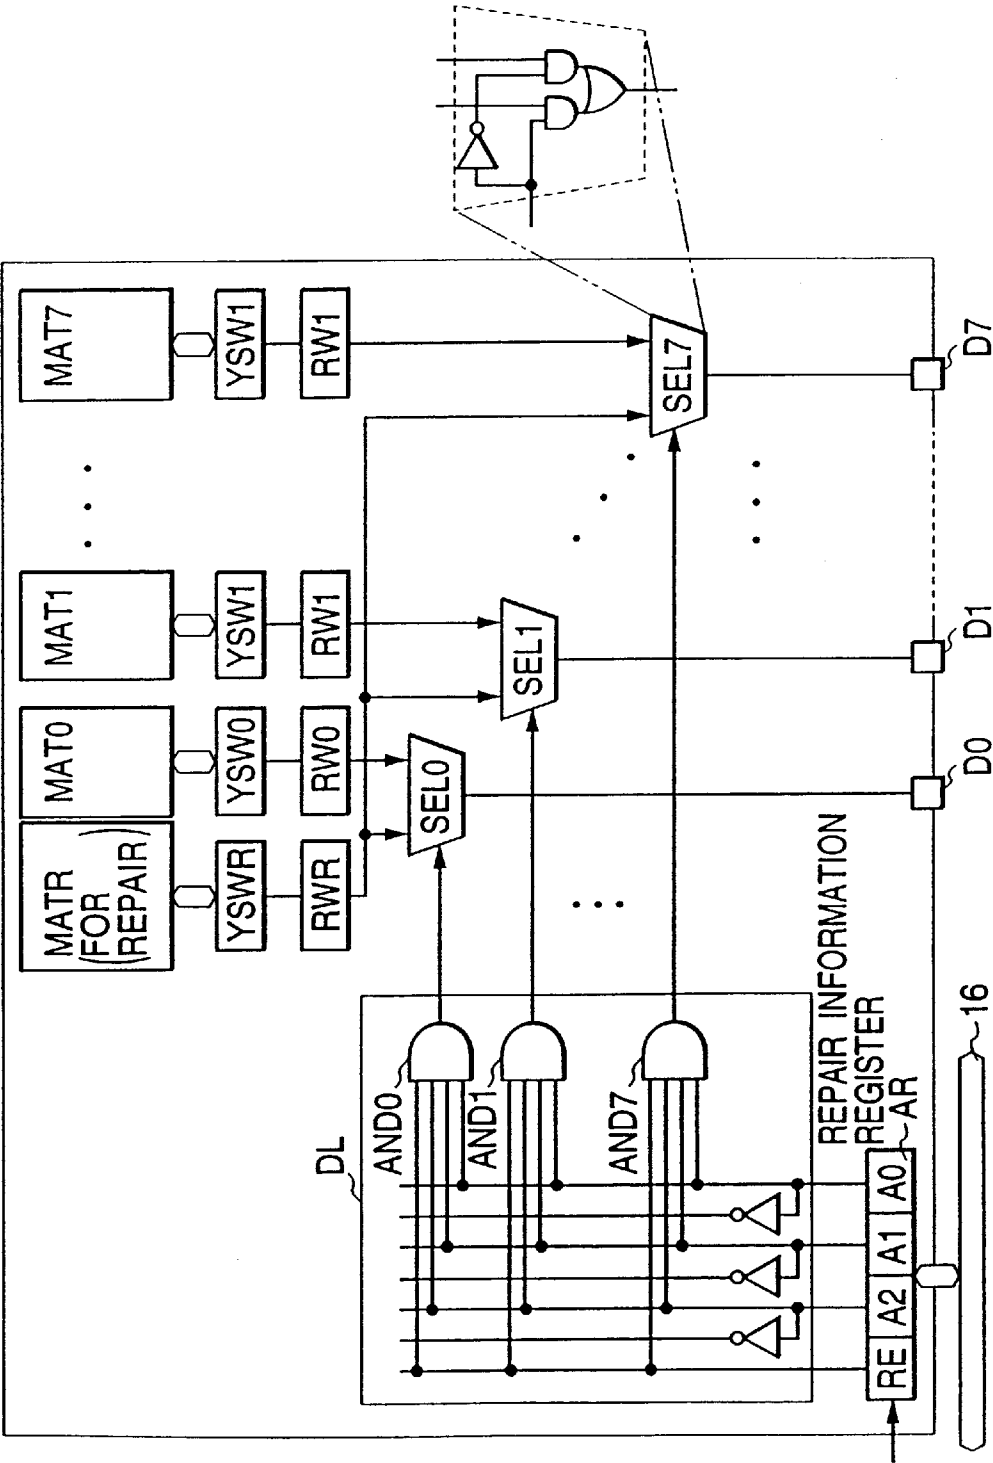 MATR
(FOR
REPAIR)
MAT0
MAT1
MAT7
YSWR
YSW0
YSW1
YSW1
RWR
RW0
RW1
RW1
SEL0
SEL1
SEL7
DL
AND0
AND1
AND7
REPAIR INFORMATION
REGISTER
AR
RE
A2
A1
A0
D0
D1
D7
16